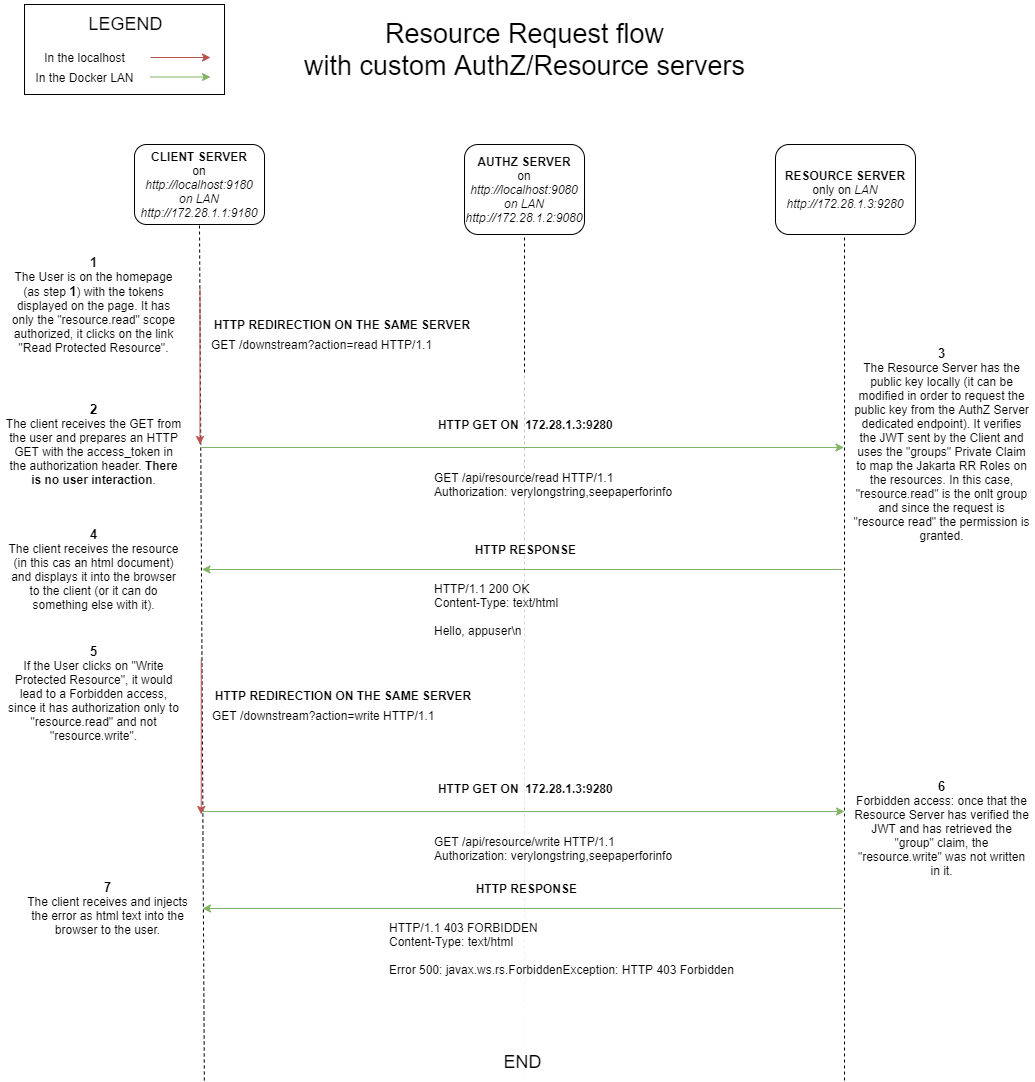 LEGEND
In the localhost
In the Docker LAN
Resource Request flow
with custom AuthZ/Resource servers
CLIENT SERVER
on
http://localhost:9180
on LAN
http://172.28.1.1:9180
AUTHZ SERVER
on
http://localhost:9080
on LAN
http://172.28.1.2:9080
RESOURCE SERVER
only on LAN
http://172.28.1.3:9280
1
The User is on the homepage
(as step 1) with the tokens
displayed on the page. It has
only the "resource.read" scope
authorized, it clicks on the link
"Read Protected Resource".
HTTP REDIRECTION ON THE SAME SERVER
GET /downstream?action=read HTTP/1.1
2
The client receives the GET from
the user and prepares an HTTP
GET with the access_token in
the authorization header. There
is no user interaction.
HTTP GET ON 172.28.1.3:9280
GET /api/resource/read HTTP/1.1
Authorization: verylongstring,seepaperforinfo
3
The Resource Server has the
public key locally (it can be
modified in order to request the
public key from the AuthZ Server
dedicated endpoint). It verifies
the JWT sent by the Client and
uses the "groups" Private Claim
to map the Jakarta RR Roles on
the resources. In this case,
"resource.read" is the onlt group
and since the request is
"resource read" the permission is
granted.
4
The client receives the resource
(in this cas an html document)
and displays it into the browser
to the client (or it can do
something else with it).
HTTP RESPONSE
HTTP/1.1 200 OK
Content-Type: text/html
Hello, appuser\n
5
If the User clicks on "Write
Protected Resource", it would
lead to a Forbidden access,
since it has authorization only to
"resource.read" and not
"resource.write".
HTTP REDIRECTION ON THE SAME SERVER
GET /downstream?action=write HTTP/1.1
HTTP GET ON 172.28.1.3:9280
GET /api/resource/write HTTP/1.1
Authorization: verylongstring,seepaperforinfo
6
Forbidden access: once that the
Resource Server has verified the
JWT and has retrieved the
"group" claim, the
"resource.write" was not written
in it.
7
The client receives and injects
the error as html text into the
browser to the user.
HTTP RESPONSE
HTTP/1.1 403 FORBIDDEN
Content-Type: text/html
Error 500: javax.ws.rs.ForbiddenException: HTTP 403 Forbidden
END